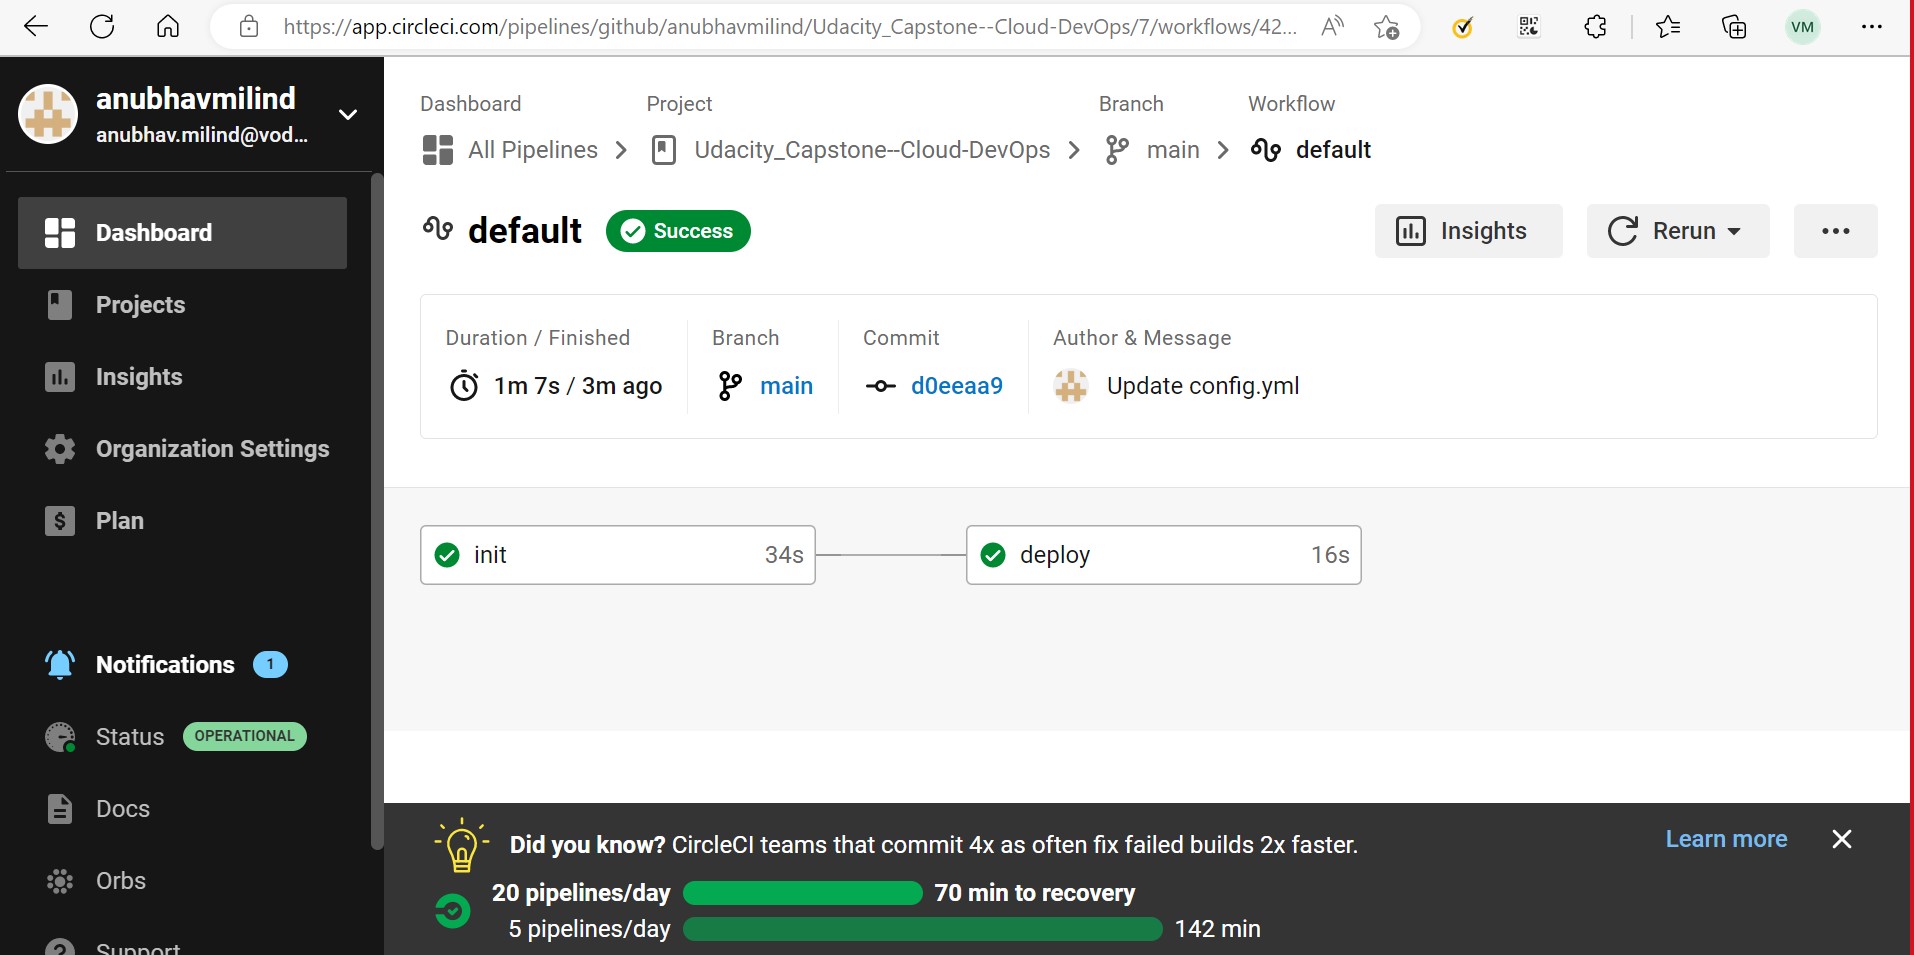 https://app.circleci.com/pipelines/github/anubhavmilind/Udacity_Capstone--Cloud-DevOps/7/workflows/42...
VM
anubhavmilind
anubhav.milind@vod...
Dashboard
Projects
Insights
Organization Settings
Plan
Notifications 1
Status OPERATIONAL
Docs
Orbs
Support
Dashboard Project Branch Workflow
All Pipelines Udacity_Capstone--Cloud-DevOps main default
default Success Insights Rerun
Duration / Finished Branch Commit Author & Message
1m 7s / 3m ago main d0eeaa9 Update config.yml
init 34s deploy 16s
Did you know? CircleCI teams that commit 4x as often fix failed builds 2x faster. Learn more
20 pipelines/day 70 min to recovery
5 pipelines/day 142 min